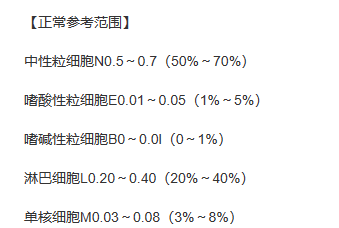 【正常参考范围】
中性粒细胞N0.5～0.7（50%～70%）
嗜酸性粒细胞E0.01～0.05（1%～5%）
嗜碱性粒细胞B0～0.0l（0～1%）
淋巴细胞L0.20～0.40（20%～40%）
单核细胞M0.03～0.08（3%～8%）